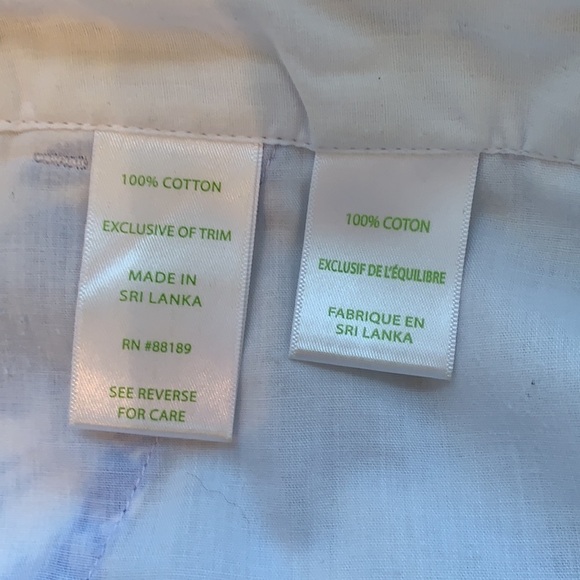 100% COTTON
EXCLUSIVE OF TRIM
MADE IN
SRI LANKA
RN #88189
SEE REVERSE
FOR CARE
100% COTON
EXCLUSIF DE L'ÉQUILIBRE
FABRIQUE EN
SRI LANKA